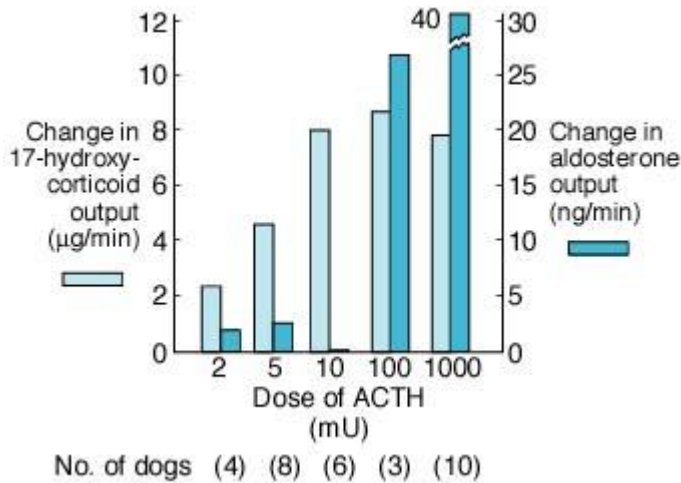 40
12
10
8
6
4
2
0
30
25
20
15
10
5
0
Change in
17-hydroxy-
corticoid
output
(μg/min)
Change in
aldosterone
output
(ng/min)
2 5 10 100 1000
Dose of ACTH
(mU)
No. of dogs (4) (8) (6) (3) (10)